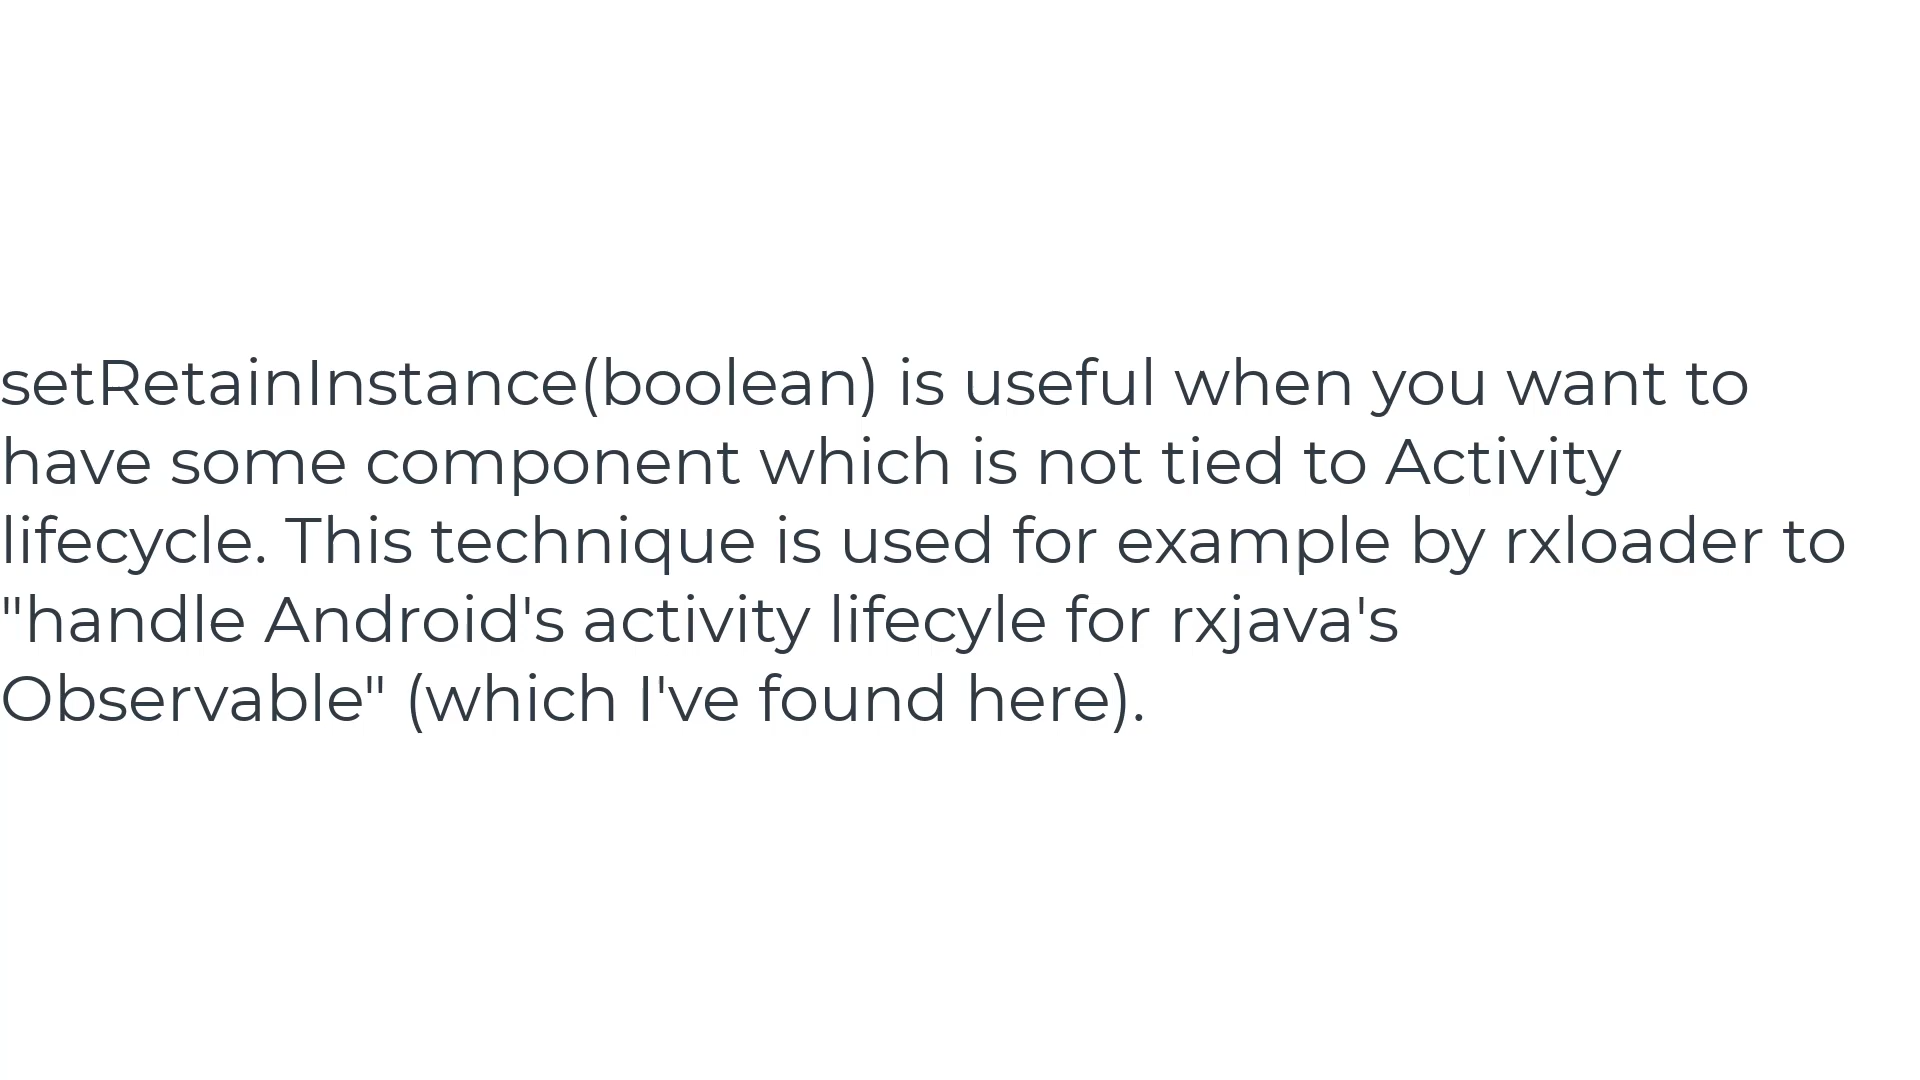 setRetainInstance(boolean) is useful when you want to
have some component which is not tied to Activity
lifecycle. This technique is used for example by rxloader to
"handle Android's activity lifecyle for rxjava's
Observable" (which I've found here).